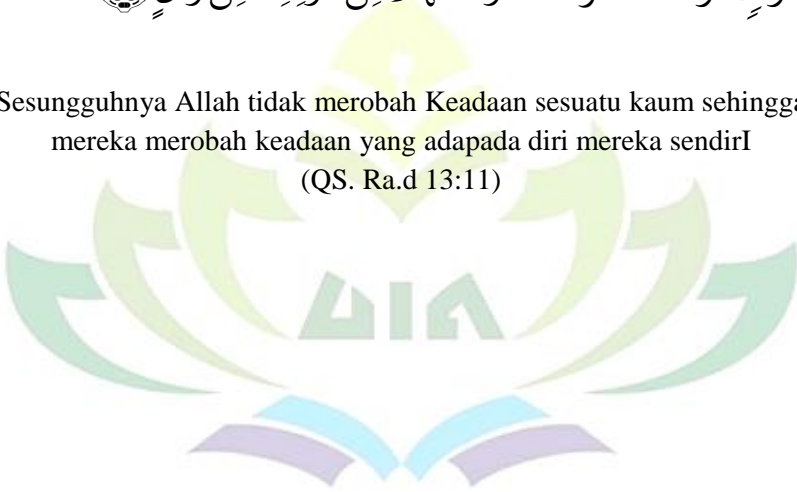 Sesungguhnya Allah tidak merobah Keadaan sesuatu kaum sehingga
mereka merobah keadaan yang adapada diri mereka sendirI
(QS. Ra.d 13:11)
UIN